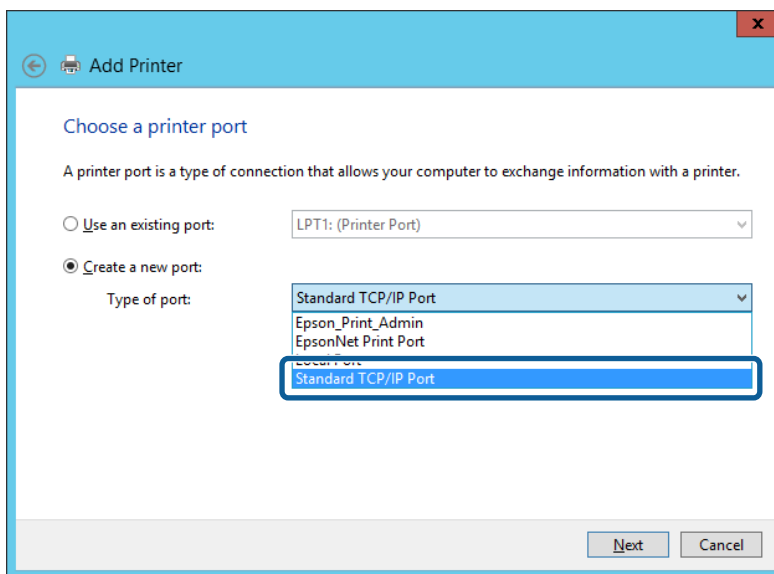 x
Add Printer
Choose a printer port
A printer port is a type of connection that allows your computer to exchange information with a printer.
Use an existing port:
LPT1: (Printer Port)
Create a new port:
Type of port:
Standard TCP/IP Port
Epson_Print_Admin
EpsonNet Print Port
Local Port
Standard TCP/IP Port
Next
Cancel